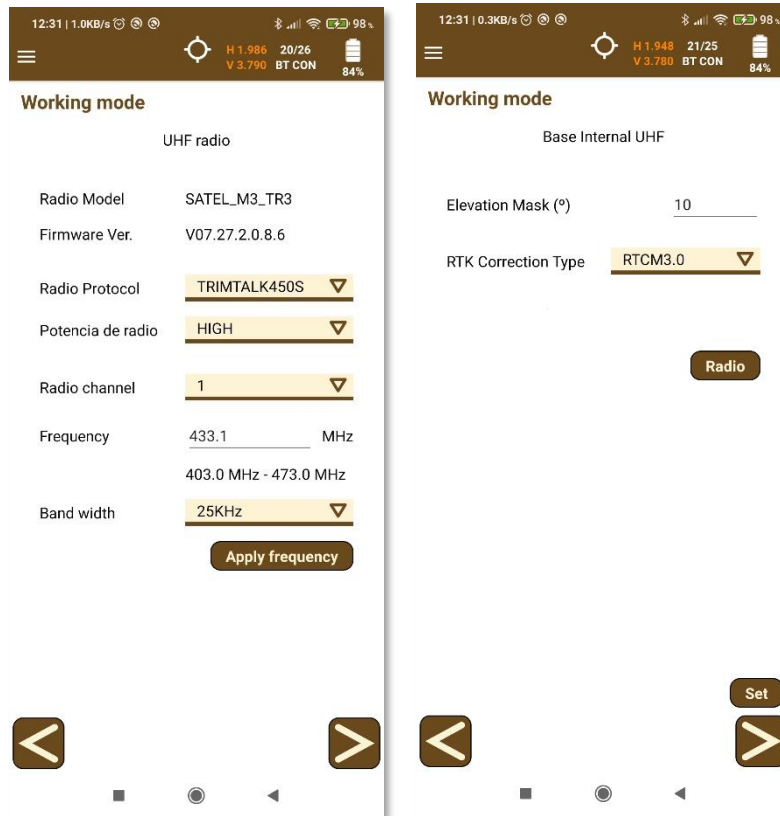 12:31 | 1.0KB/s 98%
H 1.986 20/26
V 3.790 BT CON
84%
Working mode
UHF radio
Radio Model SATEL_M3_TR3
Firmware Ver. V07.27.2.0.8.6
Radio Protocol TRIMTALK450S
Potencia de radio HIGH
Radio channel 1
Frequency 433.1 MHz
403.0 MHz - 473.0 MHz
Band width 25KHz
Apply frequency
12:31 | 0.3KB/s 98%
H 1.948 21/25
V 3.780 BT CON
84%
Working mode
Base Internal UHF
Elevation Mask (º) 10
RTK Correction Type RTCM3.0
Radio
Set